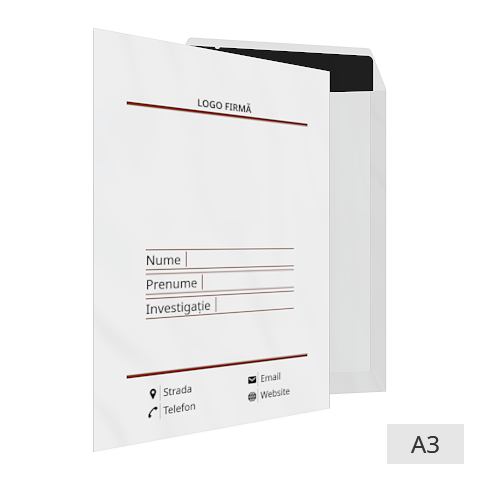 LOGO FIRMĂ
Nume
Prenume
Investigație
Strada
Email
Telefon
Website
A3